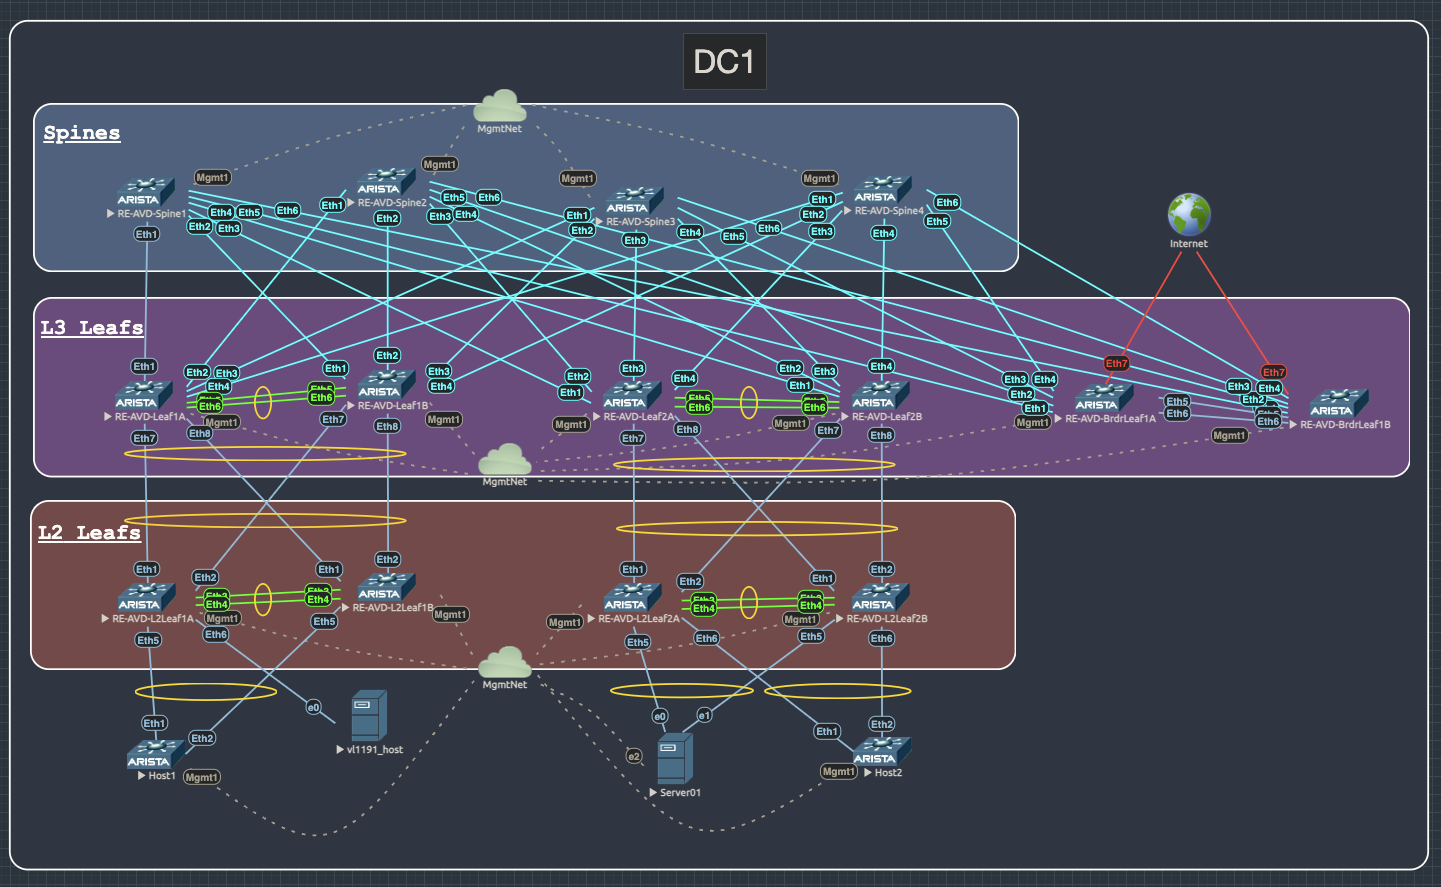 DC1
Spines
MgmtNet
Mgmt1
Mgmt1
Mgmt1
Mgmt1
ARISTA
RE-AVD-Spine1
ARISTA
RE-AVD-Spine2
ARISTA
RE-AVD-Spine3
ARISTA
RE-AVD-Spine4
Eth1
Eth2
Eth3
Eth4
Eth5
Eth6
Eth1
Eth2
Eth3
Eth4
Eth5
Eth6
Eth1
Eth2
Eth3
Eth4
Eth5
Eth6
Eth1
Eth2
Eth3
Eth4
Eth5
Eth6
Internet
L3 Leafs
Eth1
Eth2
Eth3
Eth4
ARISTA
RE-AVD-Leaf1A
Eth6
Mgmt1
Eth7
Eth8
Eth1
Eth2
Eth3
Eth4
Eth5
Eth6
ARISTA
RE-AVD-Leaf1B
Mgmt1
Eth7
Eth8
Eth1
Eth2
Eth3
Eth4
ARISTA
RE-AVD-Leaf2A
Eth5
Eth6
Mgmt1
Eth7
Eth8
Eth1
Eth2
Eth3
Eth4
Eth6
ARISTA
RE-AVD-Leaf2B
Mgmt1
Eth7
Eth8
Eth7
Eth3
Eth4
Eth2
Eth1
Mgmt1
ARISTA
RE-AVD-BrdrLeaf1A
Eth5
Eth6
Eth7
Eth3
Eth4
Eth2
Eth5
Eth6
Mgmt1
ARISTA
RE-AVD-BrdrLeaf1B
MgmtNet
L2 Leafs
Eth1
Eth2
ARISTA
RE-AVD-L2Leaf1A
Eth3
Eth4
Mgmt1
Eth5
Eth6
Eth1
Eth2
Eth3
Eth4
ARISTA
RE-AVD-L2Leaf1B
Mgmt1
Eth5
Eth1
Eth2
ARISTA
RE-AVD-L2Leaf2A
Eth3
Eth4
Mgmt1
Eth5
Eth6
Eth1
Eth2
Eth3
Eth4
ARISTA
RE-AVD-L2Leaf2B
Mgmt1
Eth5
Eth6
MgmtNet
Eth1
Eth2
ARISTA
Host1
Mgmt1
e0
vl1191_host
e0
e1
e2
Server01
Eth1
Eth2
ARISTA
Host2
Mgmt1